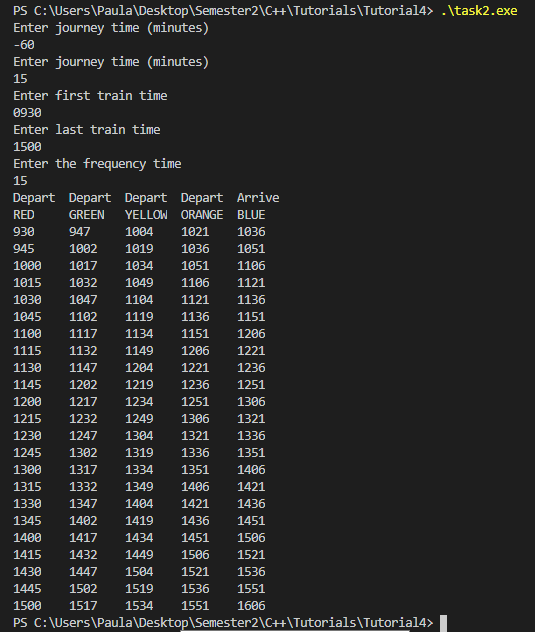 PS C:\Users\Paula\Desktop\Semester2\C++\Tutorials\Tutorial4> .\task2.exe
Enter journey time (minutes)
-60
Enter journey time (minutes)
15
Enter first train time
0930
Enter last train time
1500
Enter the frequency time
15
Depart Depart Depart Depart Arrive
RED GREEN YELLOW ORANGE BLUE
930 947 1004 1021 1036
945 1002 1019 1036 1051
1000 1017 1034 1051 1106
1015 1032 1049 1106 1121
1030 1047 1104 1121 1136
1045 1102 1119 1136 1151
1100 1117 1134 1151 1206
1115 1132 1149 1206 1221
1130 1147 1204 1221 1236
1145 1202 1219 1236 1251
1200 1217 1234 1251 1306
1215 1232 1249 1306 1321
1230 1247 1304 1321 1336
1245 1302 1319 1336 1351
1300 1317 1334 1351 1406
1315 1332 1349 1406 1421
1330 1347 1404 1421 1436
1345 1402 1419 1436 1451
1400 1417 1434 1451 1506
1415 1432 1449 1506 1521
1430 1447 1504 1521 1536
1445 1502 1519 1536 1551
1500 1517 1534 1551 1606
PS C:\Users\Paula\Desktop\Semester2\C++\Tutorials\Tutorial4>